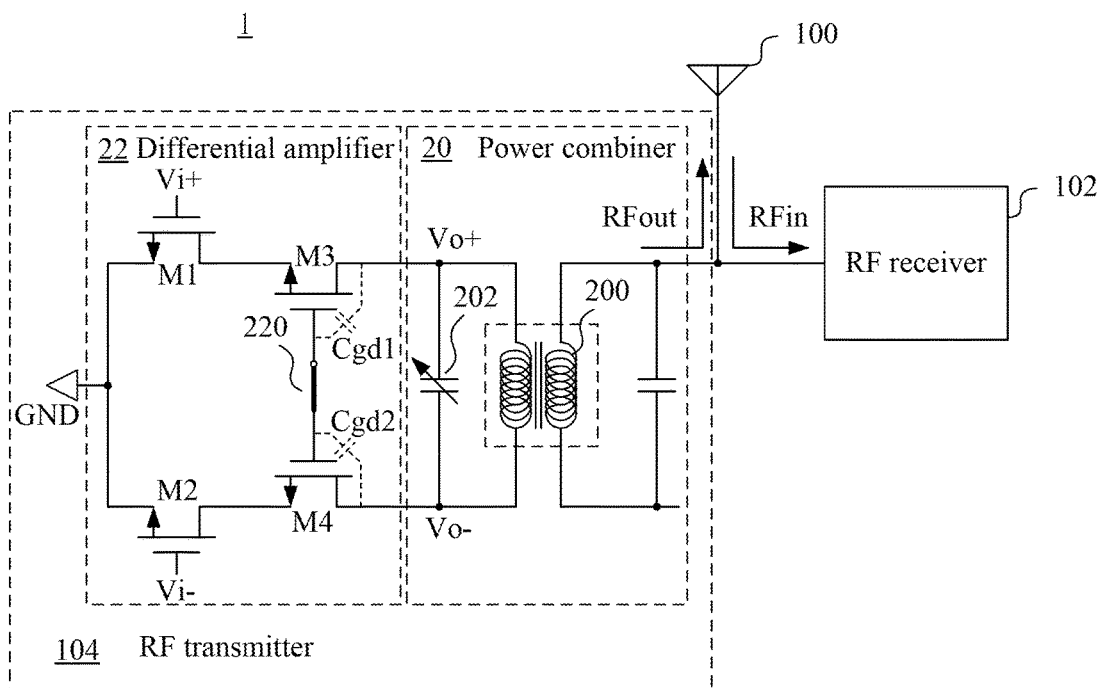 1
100
22 Differential amplifier
20 Power combiner
Vi+
102
RFout
RFin
M1
M3
Vo+
RF receiver
202
200
220
Cgd1
GND
Cgd2
M2
M4
Vo-
Vi-
104 RF transmitter